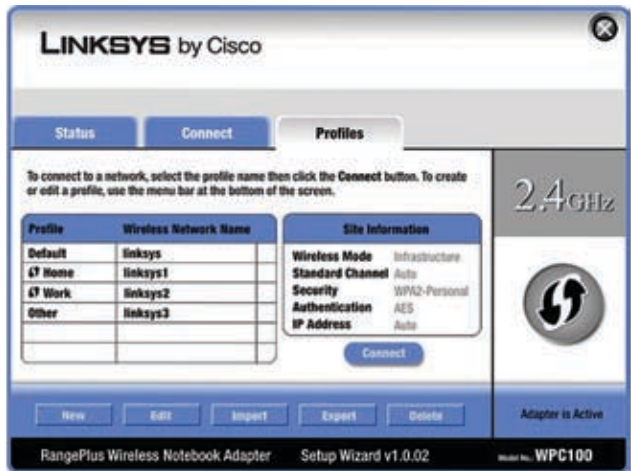 LINKSYS by Cisco
Status Connect Profiles
To connect to a network, select the profile name then click the Connect button. To create
or edit a profile, use the menu bar at the bottom of the screen.
2.4GHz
Profile Wireless Network Name
Default linksys
Home linksys1
Work linksys2
Other linksys3
Site Information
Wireless Mode Infrastructure
Standard Channel Auto
Security WPA2-Personal
Authentication AES
IP Address Auto
Connect
New Edit Import Export Delete
Adapter is Active
RangePlus Wireless Notebook Adapter Setup Wizard v1.0.02 Model No. WPC100